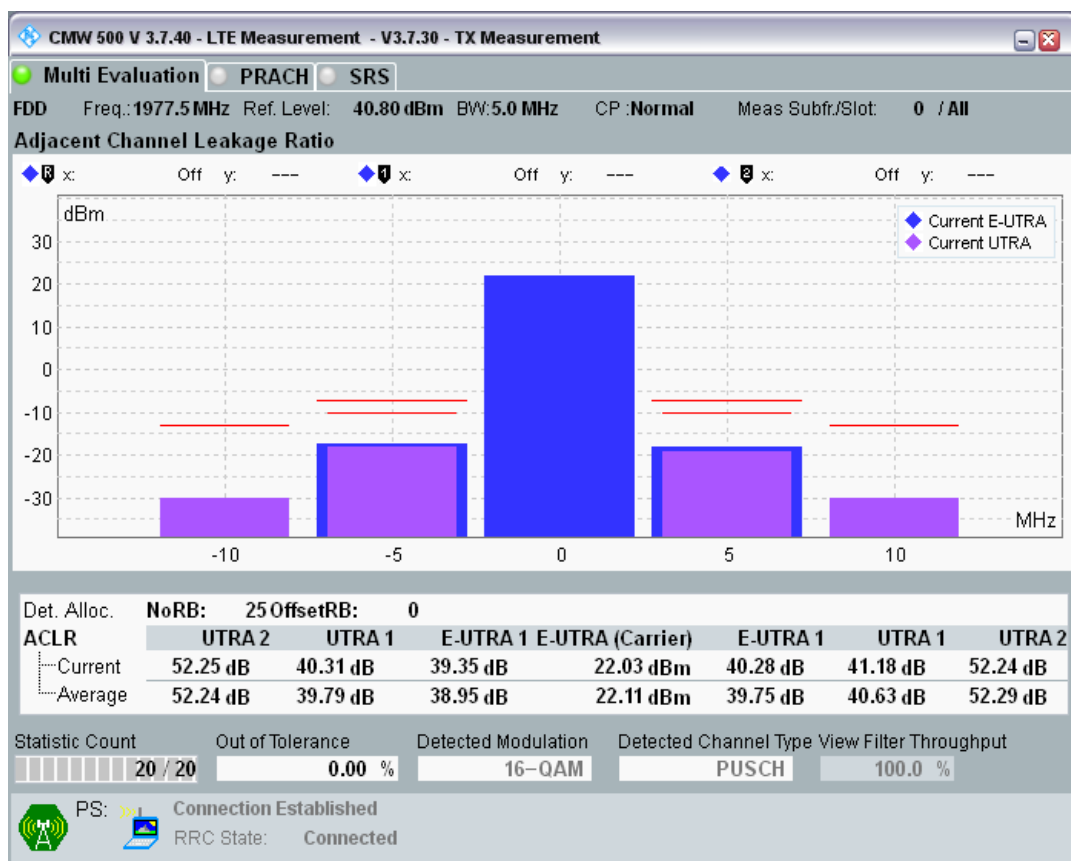 CMW 500 V 3.7.40 - LTE Measurement - V3.7.30 - TX Measurement
Multi Evaluation PRACH SRS
FDD Freq.: 1977.5 MHz Ref. Level: 40.80 dBm BW: 5.0 MHz CP : Normal Meas Subfr./Slot: 0 / All
Adjacent Channel Leakage Ratio
R x: Off y: --- 1 x: Off y: --- 2 x: Off y: ---
dBm
Current E-UTRA
Current UTRA
30
20
10
0
-10
-20
-30
MHz
-10 -5 0 5 10
Det. Alloc. NoRB: 25 OffsetRB: 0
ACLR UTRA 2 UTRA 1 E-UTRA 1 E-UTRA (Carrier) E-UTRA 1 UTRA 1 UTRA 2
Current 52.25 dB 40.31 dB 39.35 dB 22.03 dBm 40.28 dB 41.18 dB 52.24 dB
Average 52.24 dB 39.79 dB 38.95 dB 22.11 dBm 39.75 dB 40.63 dB 52.29 dB
Statistic Count Out of Tolerance Detected Modulation Detected Channel Type View Filter Throughput
20 / 20 0.00 % 16-QAM PUSCH 100.0 %
PS: Connection Established
RRC State: Connected